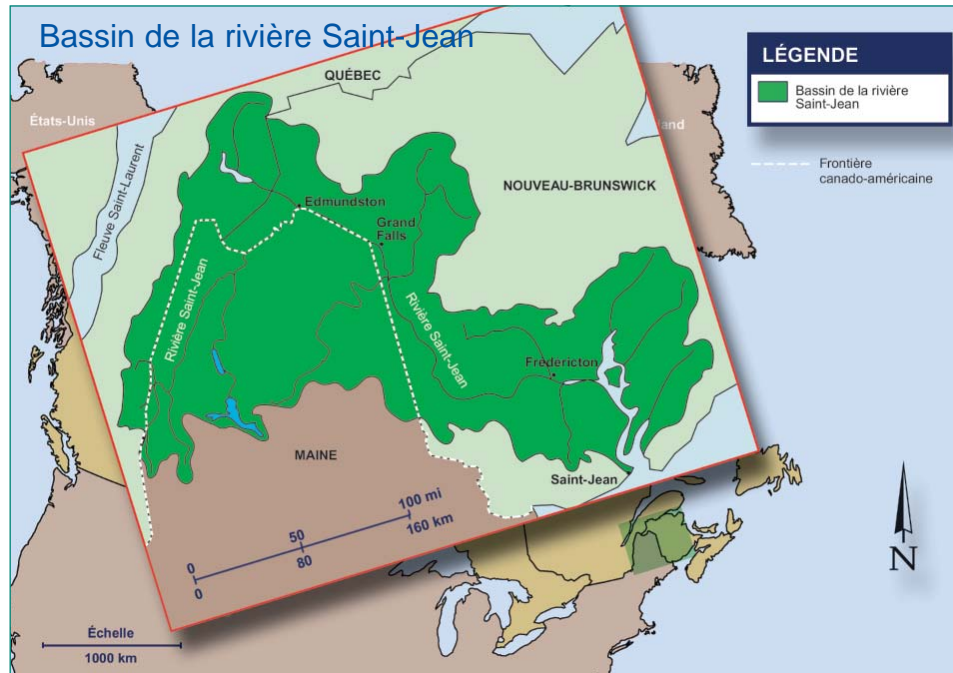 Bassin de la rivière Saint-Jean
LÉGENDE
Bassin de la rivière
Saint-Jean
Frontière
canado-américaine
États-Unis
land
QUÉBEC
Fleuve Saint-Laurent
NOUVEAU-BRUNSWICK
Edmundston
Grand
Falls
Rivière Saint-Jean
Rivière Saint-Jean
Frédericton
MAINE
Saint-Jean
0
50
100 mi
0
80
160 km
N
Échelle
1000 km